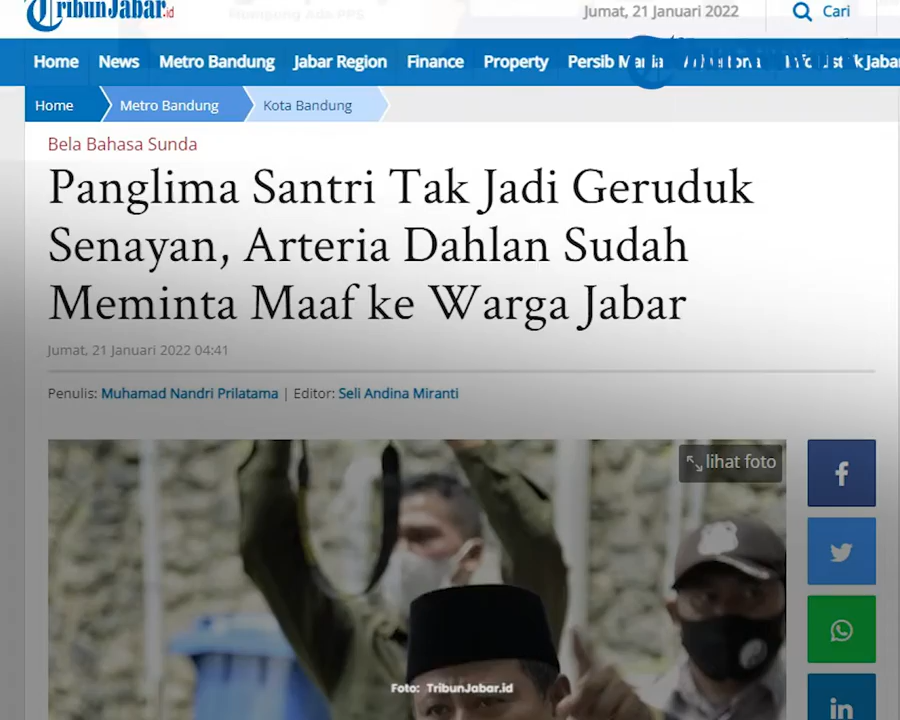 TribunJabar.id
Jumat, 21 Januari 2022
Cari
Home News Metro Bandung Jabar Region Finance Property Persib
Home Metro Bandung Kota Bandung
Bela Bahasa Sunda
Panglima Santri Tak Jadi Geruduk
Senayan, Arteria Dahlan Sudah
Meminta Maaf ke Warga Jabar
Jumat, 21 Januari 2022 04:41
Penulis: Muhamad Nandri Prilatama | Editor: Seli Andina Miranti
lihat foto
f
in
Foto: TribunJabar.id